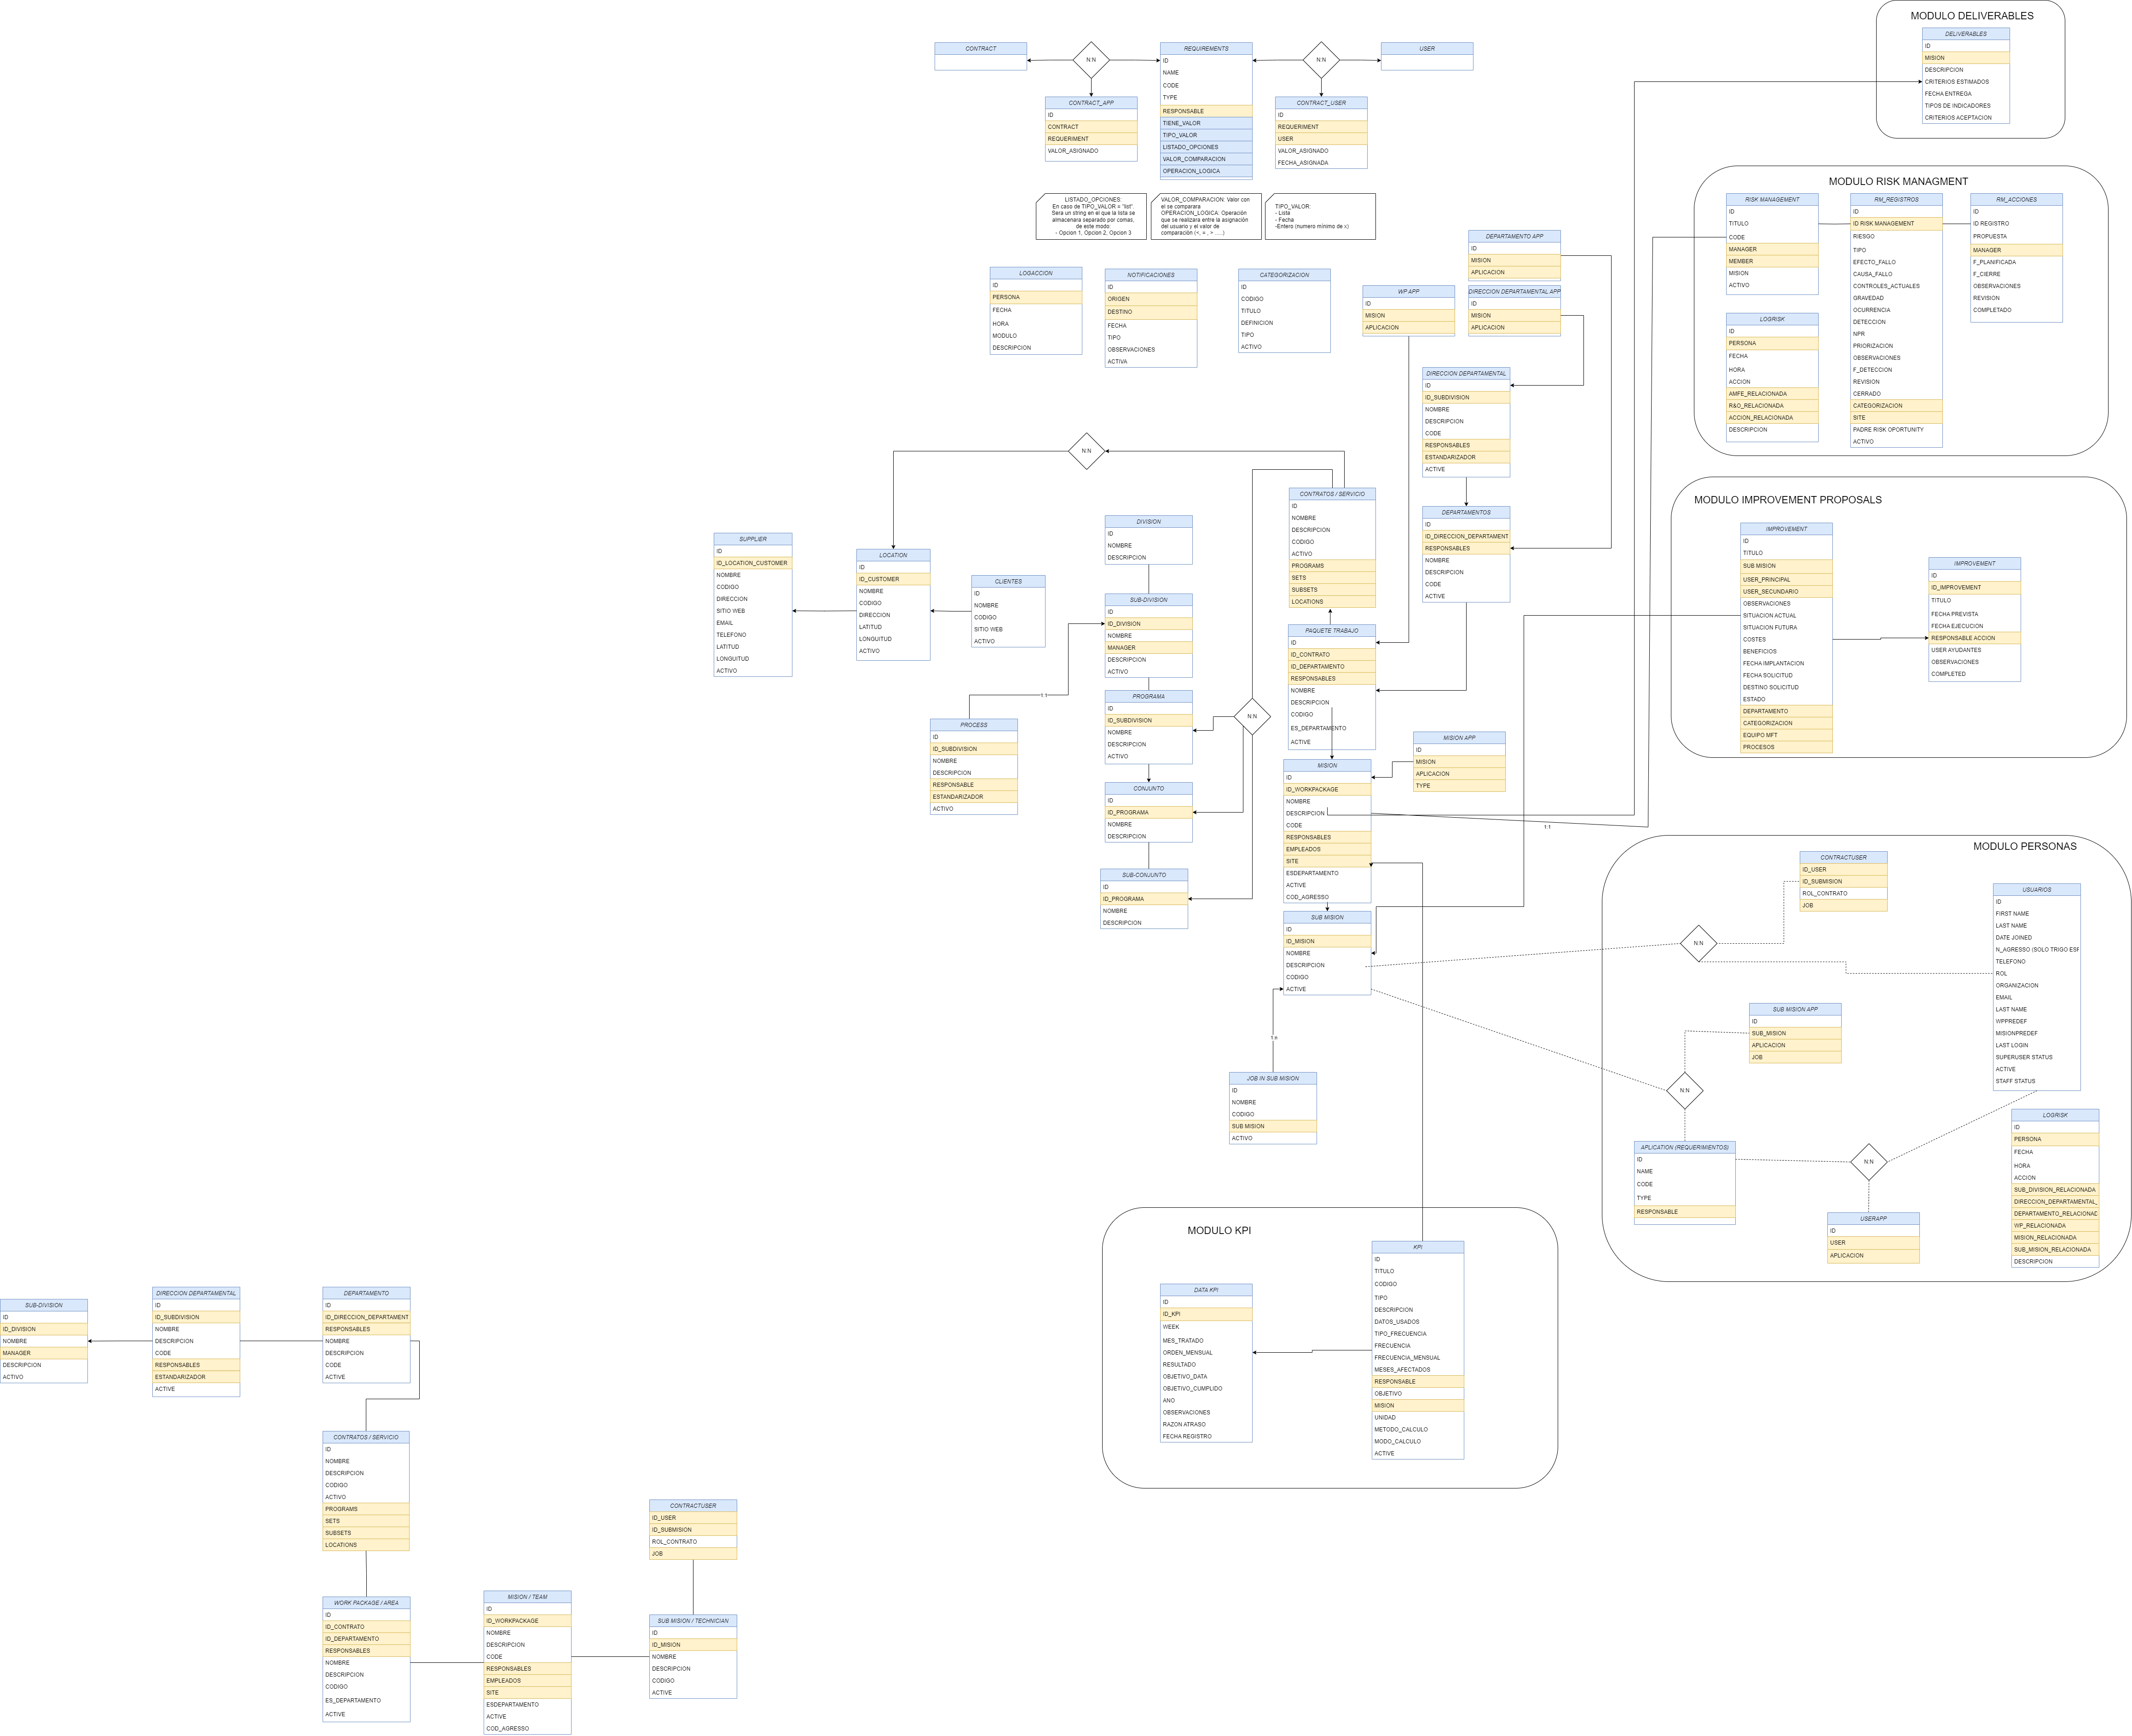 MODULO DELIVERABLES
DELIVERABLES
ID
MISION
DESCRIPCION
CRITERIOS ESTIMADOS
FECHA ENTREGA
TIPOS DE INDICADORES
CRITERIOS ACEPTACION
CONTRACT
N:N
REQUIREMENTS
ID
NAME
CODE
TYPE
RESPONSABLE
TIENE_VALOR
TIPO_VALOR
LISTADO_OPCIONES
VALOR_COMPARACION
OPERACION_LOGICA
N:N
USER
CONTRACT_APP
ID
CONTRACT
REQUERIMENT
VALOR_ASIGNADO
CONTRACT_USER
ID
REQUERIMENT
USER
VALOR_ASIGNADO
FECHA_ASIGNADA
LISTADO_OPCIONES:
En caso de TIPO_VALOR = "list".
Sera un string en el que la lista se
almacenara separado por comas,
de este modo:
- Opcion 1, Opcion 2, Opcion 3
VALOR_COMPARACION: Valor con
el se comparara
OPERACION_LOGICA: Operación
que se realizara entre la asignación
del usuario y el valor de
comparación (<, = , > .....)
TIPO_VALOR:
- Lista
- Fecha
-Entero (numero mínimo de x)
MODULO RISK MANAGMENT
RISK MANAGEMENT
ID
TITULO
CODE
MANAGER
MEMBER
MISION
ACTIVO
RM_REGISTROS
ID
ID RISK MANAGEMENT
RIESGO
TIPO
EFECTO_FALLO
CAUSA_FALLO
CONTROLES_ACTUALES
GRAVEDAD
OCURRENCIA
DETECCION
NPR
PRIORIZACION
OBSERVACIONES
F_DETECCION
REVISION
CERRADO
CATEGORIZACION
SITE
PADRE RISK OPORTUNITY
ACTIVO
RM_ACCIONES
ID
ID REGISTRO
PROPUESTA
MANAGER
F_PLANIFICADA
F_CIERRE
OBSERVACIONES
REVISION
COMPLETADO
LOGRISK
ID
PERSONA
FECHA
HORA
ACCION
AMFE_RELACIONADA
R&O_RELACIONADA
ACCION_RELACIONADA
DESCRIPCION
LOGACCION
ID
PERSONA
FECHA
HORA
MODULO
DESCRIPCION
NOTIFICACIONES
ID
ORIGEN
DESTINO
FECHA
TIPO
OBSERVACIONES
ACTIVA
CATEGORIZACION
ID
CODIGO
TITULO
DEFINICION
TIPO
ACTIVO
DEPARTAMENTO APP
ID
MISION
APLICACION
WP APP
ID
MISION
APLICACION
DIRECCION DEPARTAMENTAL APP
ID
MISION
APLICACION
DIRECCION DEPARTAMENTAL
ID
ID_SUBDIVISION
NOMBRE
DESCRIPCION
CODE
RESPONSABLES
ESTANDARIZADOR
ACTIVE
N:N
CONTRATOS / SERVICIO
ID
NOMBRE
DESCRIPCION
CODIGO
ACTIVO
PROGRAMS
SETS
SUBSETS
LOCATIONS
DEPARTAMENTOS
ID
ID_DIRECCION_DEPARTAMENT
RESPONSABLES
NOMBRE
DESCRIPCION
CODE
ACTIVE
DIVISION
ID
NOMBRE
DESCRIPCION
SUPPLIER
ID
ID_LOCATION_CUSTOMER
NOMBRE
CODIGO
DIRECCION
SITIO WEB
EMAIL
TELEFONO
LATITUD
LONGUITUD
ACTIVO
LOCATION
ID
ID_CUSTOMER
NOMBRE
CODIGO
DIRECCION
LATITUD
LONGUITUD
ACTIVO
CLIENTES
ID
NOMBRE
CODIGO
SITIO WEB
ACTIVO
SUB-DIVISION
ID
ID_DIVISION
NOMBRE
MANAGER
DESCRIPCION
ACTIVO
PAQUETE TRABAJO
ID
ID_CONTRATO
ID_DEPARTAMENTO
RESPONSABLES
NOMBRE
DESCRIPCION
CODIGO
ES_DEPARTAMENTO
ACTIVE
1:1
PROGRAMA
ID
ID_SUBDIVISION
NOMBRE
DESCRIPCION
ACTIVO
N:N
PROCESS
ID
ID_SUBDIVISION
NOMBRE
DESCRIPCION
RESPONSABLE
ESTANDARIZADOR
ACTIVO
CONJUNTO
ID
ID_PROGRAMA
NOMBRE
DESCRIPCION
SUB-CONJUNTO
ID
ID_PROGRAMA
NOMBRE
DESCRIPCION
MISION APP
ID
MISION
APLICACION
TYPE
MISION
ID
ID_WORKPACKAGE
NOMBRE
DESCRIPCION
CODE
RESPONSABLES
EMPLEADOS
SITE
ESDEPARTAMENTO
ACTIVE
COD_AGRESSO
1:1
SUB MISION
ID
ID_MISION
NOMBRE
DESCRIPCION
CODIGO
ACTIVE
1:x
JOB IN SUB MISION
ID
NOMBRE
CODIGO
SUB MISION
ACTIVO
MODULO IMPROVEMENT PROPOSALS
IMPROVEMENT
ID
TITULO
SUB MISION
USER_PRINCIPAL
USER_SECUNDARIO
OBSERVACIONES
SITUACION ACTUAL
SITUACION FUTURA
COSTES
BENEFICIOS
FECHA IMPLANTACION
FECHA SOLICITUD
DESTINO SOLICITUD
ESTADO
DEPARTAMENTO
CATEGORIZACION
EQUIPO MFT
PROCESOS
IMPROVEMENT
ID
ID_IMPROVEMENT
TITULO
FECHA PREVISTA
FECHA EJECUCION
RESPONSABLE ACCION
USER AYUDANTES
OBSERVACIONES
COMPLETED
MODULO PERSONAS
CONTRACTUSER
ID_USER
ID_SUBMISION
ROL_CONTRATO
JOB
USUARIOS
ID
FIRST NAME
LAST NAME
DATE JOINED
N_AGRESSO (SOLO TRIGO ESF
TELEFONO
ROL
ORGANIZACION
EMAIL
LAST NAME
WPPREDEF
MISIONPREDEF
LAST LOGIN
SUPERUSER STATUS
ACTIVE
STAFF STATUS
N:N
SUB MISION APP
ID
SUB_MISION
APLICACION
JOB
N:N
APLICATION (REQUERIMIENTOS)
ID
NAME
CODE
TYPE
RESPONSABLE
N:N
USERAPP
ID
USER
APLICACION
LOGRISK
ID
PERSONA
FECHA
HORA
ACCION
SUB_DIVISION_RELACIONADA
DIRECCION_DEPARTAMENTAL_
DEPARTAMENTO_RELACIONAD
WP_RELACIONADA
MISION_RELACIONADA
SUB_MISION_RELACIONADA
DESCRIPCION
MODULO KPI
DATA KPI
ID
ID_KPI
WEEK
MES_TRATADO
ORDEN_MENSUAL
RESULTADO
OBJETIVO_DATA
OBJETIVO_CUMPLIDO
ANO
OBSERVACIONES
RAZON ATRASO
FECHA REGISTRO
KPI
ID
TITULO
CODIGO
TIPO
DESCRIPCION
DATOS_USADOS
TIPO_FRECUENCIA
FRECUENCIA
FRECUENCIA_MENSUAL
MESES_AFECTADOS
RESPONSABLE
OBJETIVO
MISION
UNIDAD
METODO_CALCULO
MODO_CALCULO
ACTIVE
SUB-DIVISION
ID
ID_DIVISION
NOMBRE
MANAGER
DESCRIPCION
ACTIVO
DIRECCION DEPARTAMENTAL
ID
ID_SUBDIVISION
NOMBRE
DESCRIPCION
CODE
RESPONSABLES
ESTANDARIZADOR
ACTIVE
DEPARTAMENTO
ID
ID_DIRECCION_DEPARTAMENT
RESPONSABLES
NOMBRE
DESCRIPCION
CODE
ACTIVE
CONTRATOS / SERVICIO
ID
NOMBRE
DESCRIPCION
CODIGO
ACTIVO
PROGRAMS
SETS
SUBSETS
LOCATIONS
WORK PACKAGE / AREA
ID
ID_CONTRATO
ID_DEPARTAMENTO
RESPONSABLES
NOMBRE
DESCRIPCION
CODIGO
ES_DEPARTAMENTO
ACTIVE
MISION / TEAM
ID
ID_WORKPACKAGE
NOMBRE
DESCRIPCION
CODE
RESPONSABLES
EMPLEADOS
SITE
ESDEPARTAMENTO
ACTIVE
COD_AGRESSO
CONTRACTUSER
ID_USER
ID_SUBMISION
ROL_CONTRATO
JOB
SUB MISION / TECHNICIAN
ID
ID_MISION
NOMBRE
DESCRIPCION
CODIGO
ACTIVE